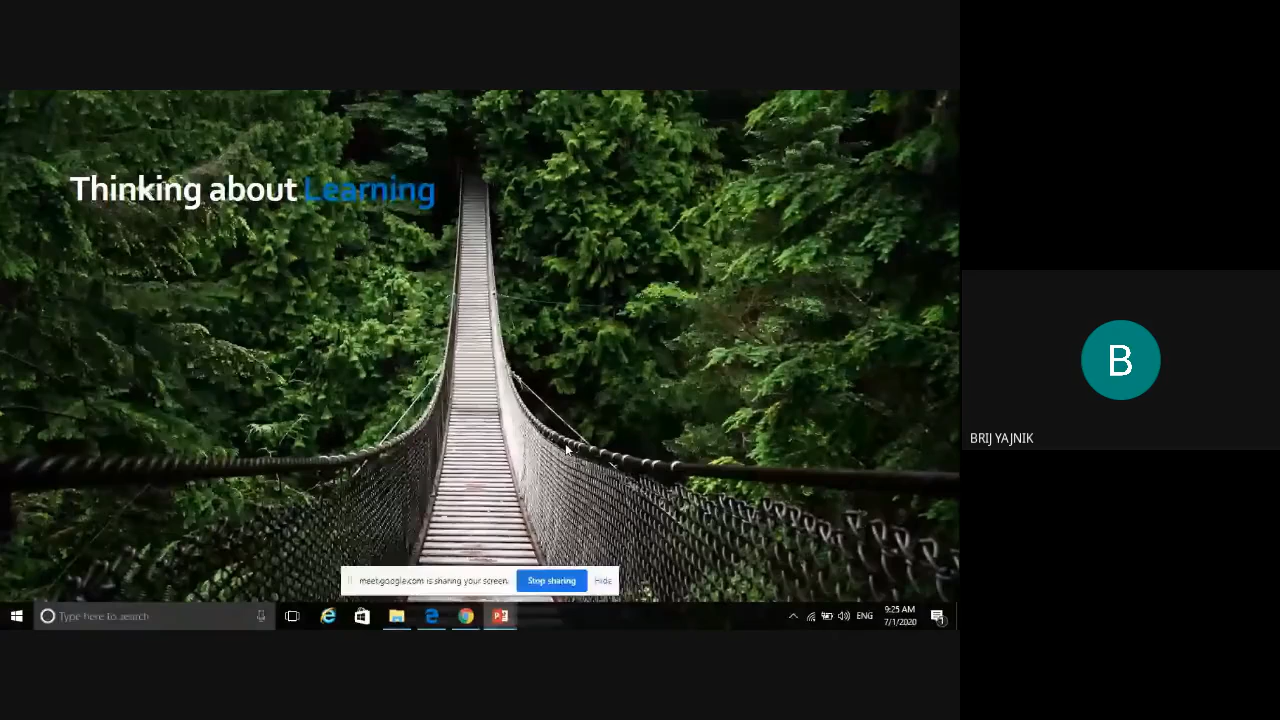 Thinking about Learning
B
BRIJ YAJNIK
meet.google.com is sharing your screen.
Stop sharing
Hide
Type here to search
ENG
9:25 AM
7/1/2020
1